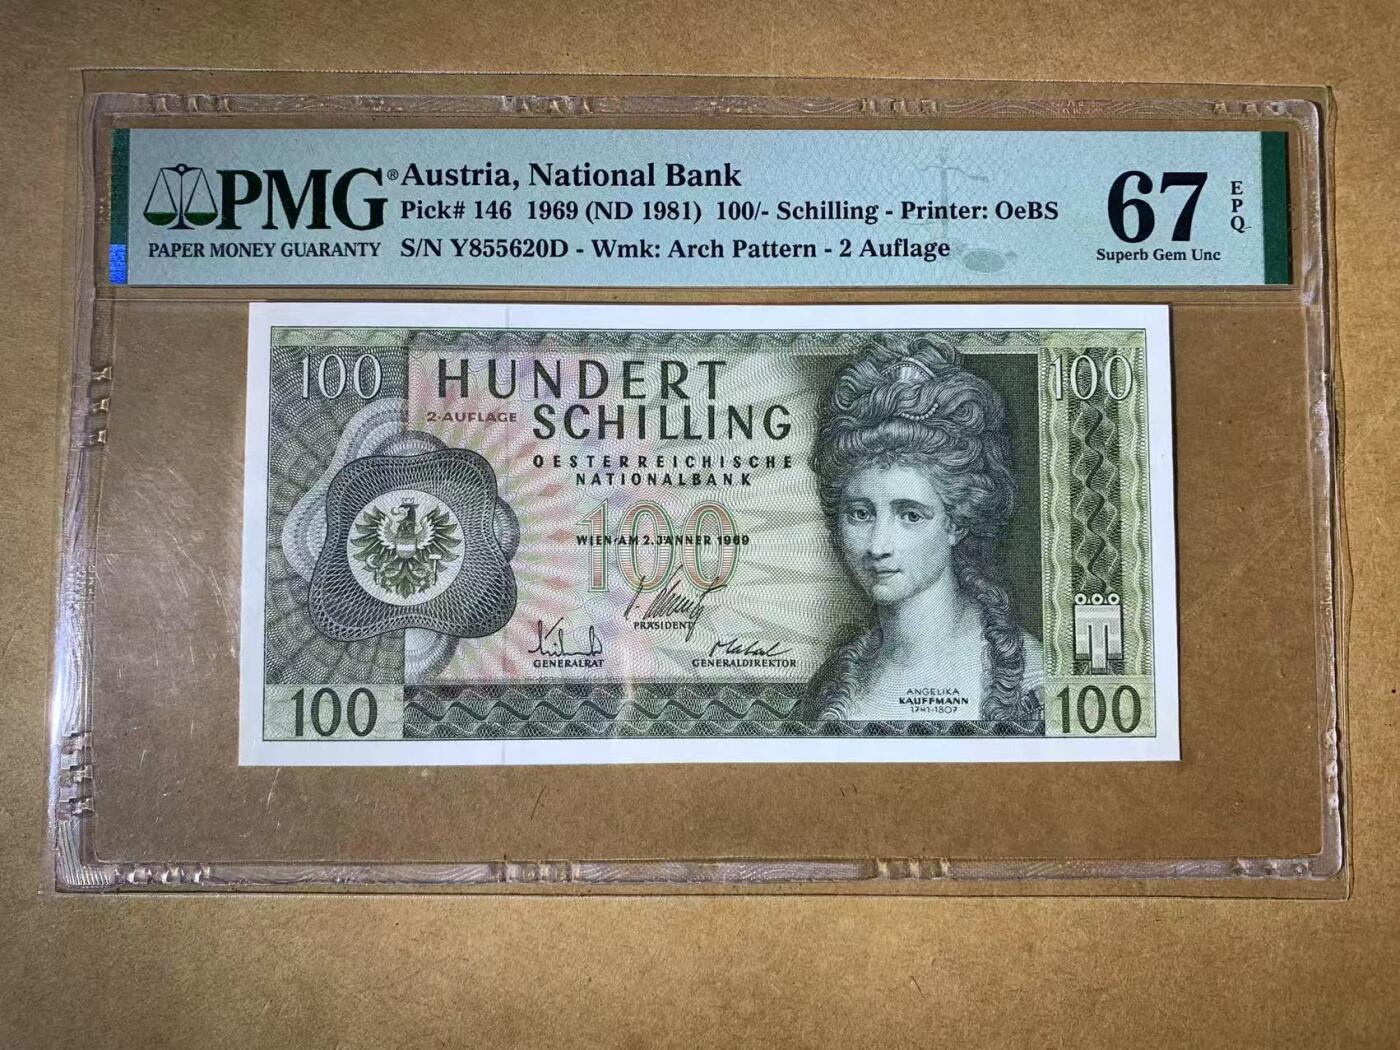 PMG®
PAPER MONEY GUARANTY
Austria, National Bank
Pick# 146 1969 (ND 1981) 100/- Schilling - Printer: OeBS
S/N Y855620D - Wmk: Arch Pattern - 2 Auflage
67
EPQ
Superb Gem Unc
100
HUNDERT
100
2·AUFLAGE
SCHILLING
OESTERREICHISCHE
NATIONALBANK
100
WIEN·AM 2. JÄNNER 1969
PRÄSIDENT
GENERALRAT
GENERALDIREKTOR
ANGELIKA
KAUFFMANN
1741-1807
100
100